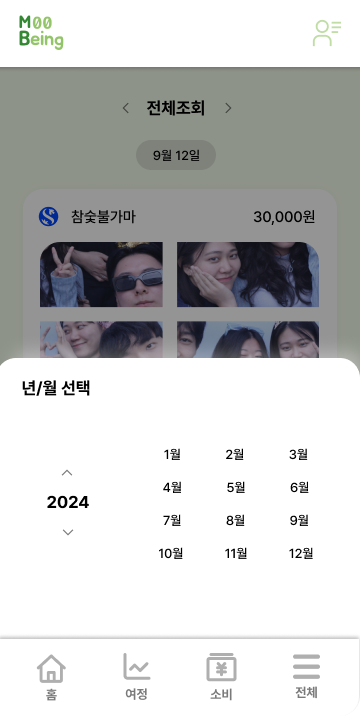 Moo
Being
전체조회
9월 12일
참숯불가마 30,000원
년/월 선택
1월 2월 3월
4월 5월 6월
2024
7월 8월 9월
10월 11월 12월
홈 여정 소비 전체